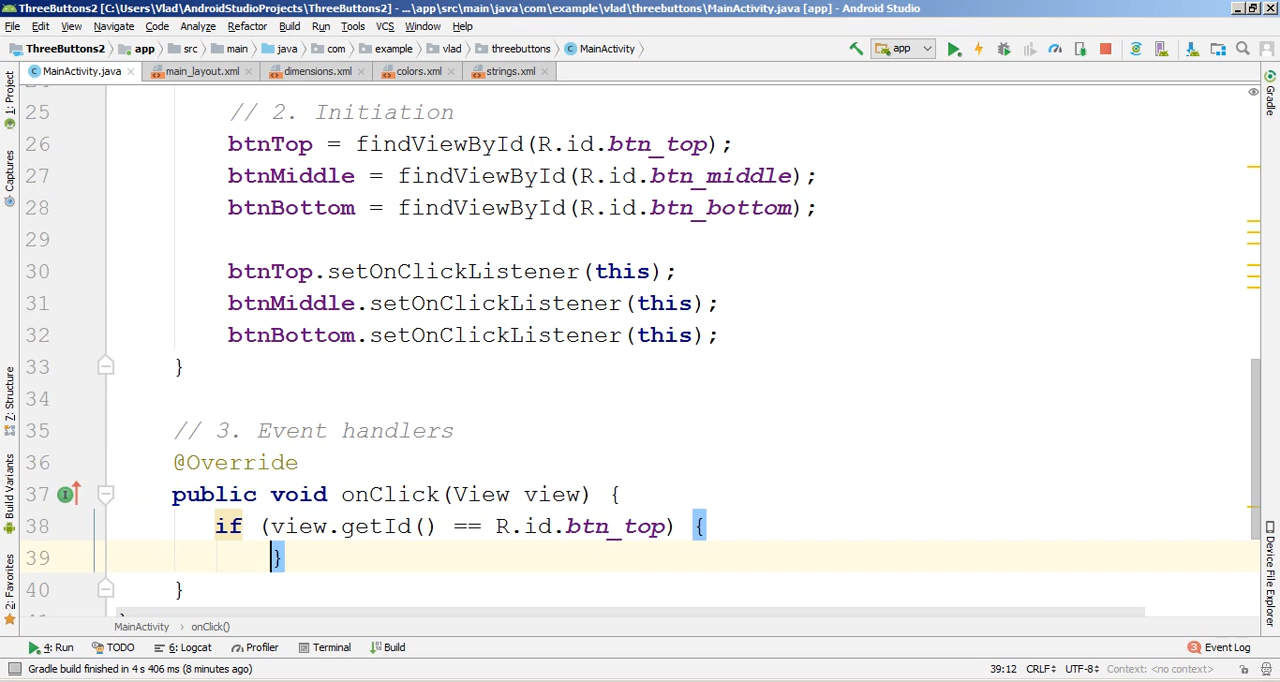 ThreeButtons2 [C:\Users\Vlad\AndroidStudioProjects\ThreeButtons2] - ...\app\src\main\java\com\example\vlad\threebuttons\MainActivity.java [app] - Android Studio
File Edit View Navigate Code Analyze Refactor Build Run Tools VCS Window Help
ThreeButtons2 app src main java com example vlad threebuttons MainActivity app
MainActivity.java main_layout.xml dimensions.xml colors.xml strings.xml
1: Project
Captures
7: Structure
Build Variants
2: Favorites
Gradle
Device File Explorer
25 // 2. Initiation
26 btnTop = findViewById(R.id.btn_top);
27 btnMiddle = findViewById(R.id.btn_middle);
28 btnBottom = findViewById(R.id.btn_bottom);
29
30 btnTop.setOnClickListener(this);
31 btnMiddle.setOnClickListener(this);
32 btnBottom.setOnClickListener(this);
33 }
34
35 // 3. Event handlers
36 @Override
37 public void onClick(View view) {
38 if (view.getId() == R.id.btn_top) {
39 }
40 }
MainActivity › onClick()
4: Run TODO 6: Logcat Profiler Terminal Build 3 Event Log
Gradle build finished in 4 s 406 ms (8 minutes ago) 39:12 CRLF UTF-8 Context: <no context>